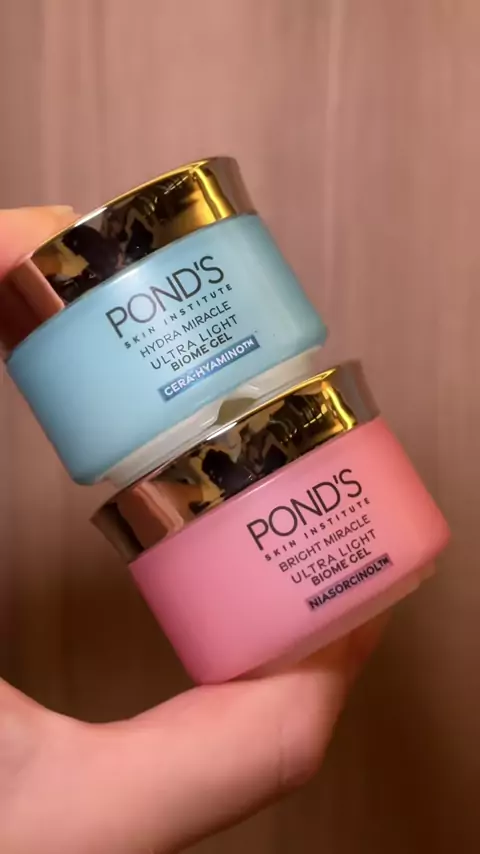 POND'S
SKIN INSTITUTE
HYDRA MIRACLE
ULTRA LIGHT
BIOME GEL
CERA-HYAMINO™
POND'S
SKIN INSTITUTE
BRIGHT MIRACLE
ULTRA LIGHT
BIOME GEL
NIASORCINOL™